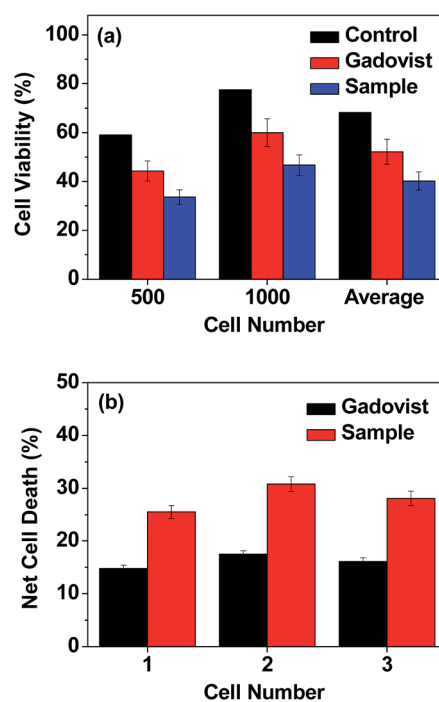 (a)
Control
Gadovist
Sample
Cell Viability (%)
100
80
60
40
20
0
500 1000 Average
Cell Number
(b)
Gadovist
Sample
Net Cell Death (%)
50
40
30
20
10
0
1 2 3
Cell Number